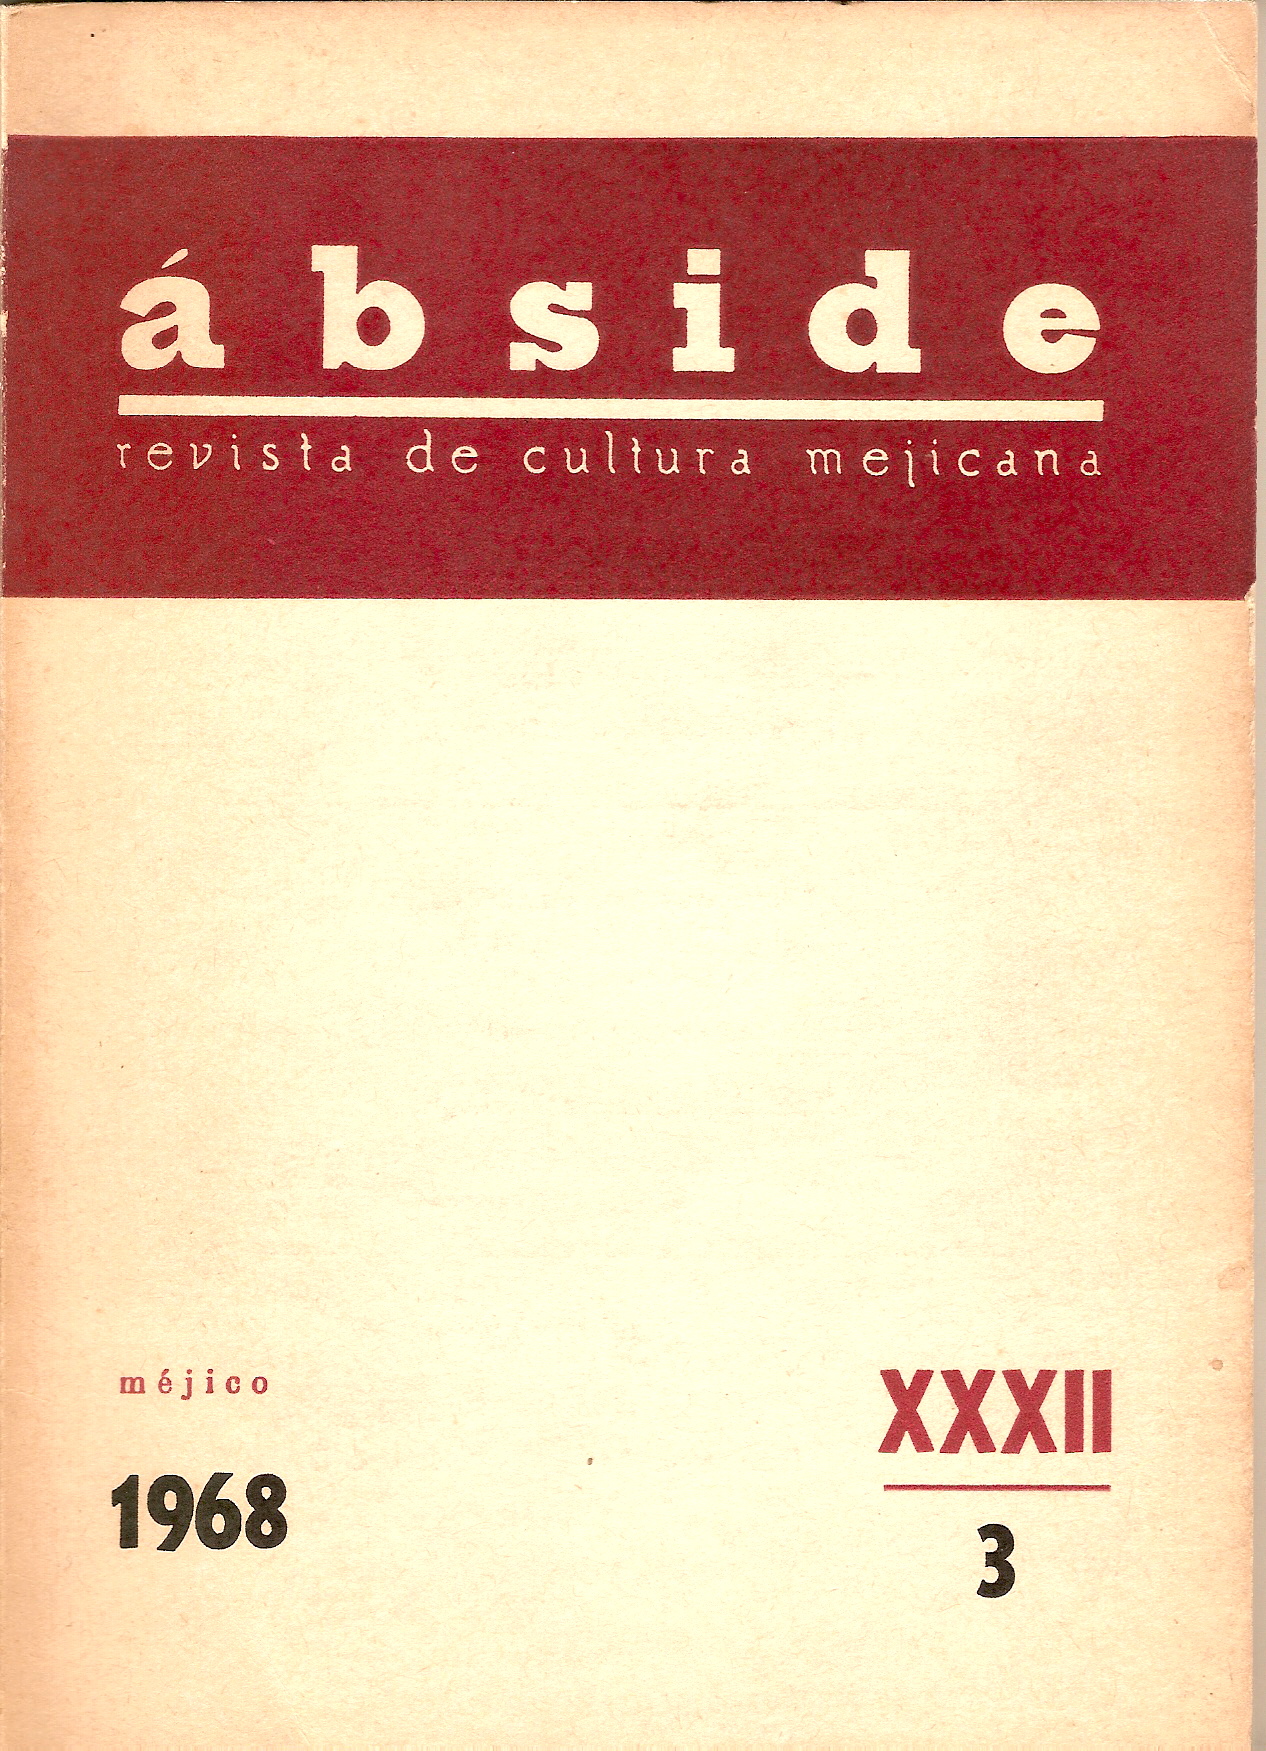 ábside
revista de cultura mejicana
méjico
1968
XXXII
3